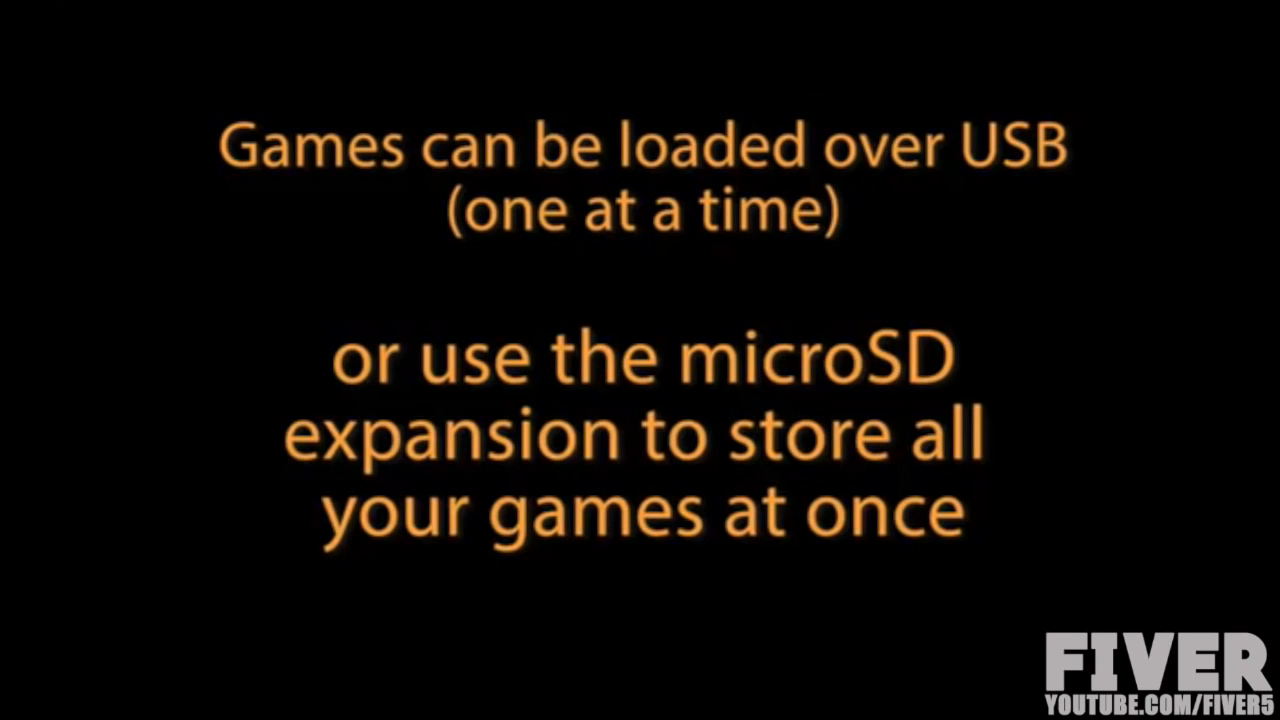 Games can be loaded over USB
(one at a time)
or use the microSD
expansion to store all
your games at once
FIVER
YOUTUBE.COM/FIVER5